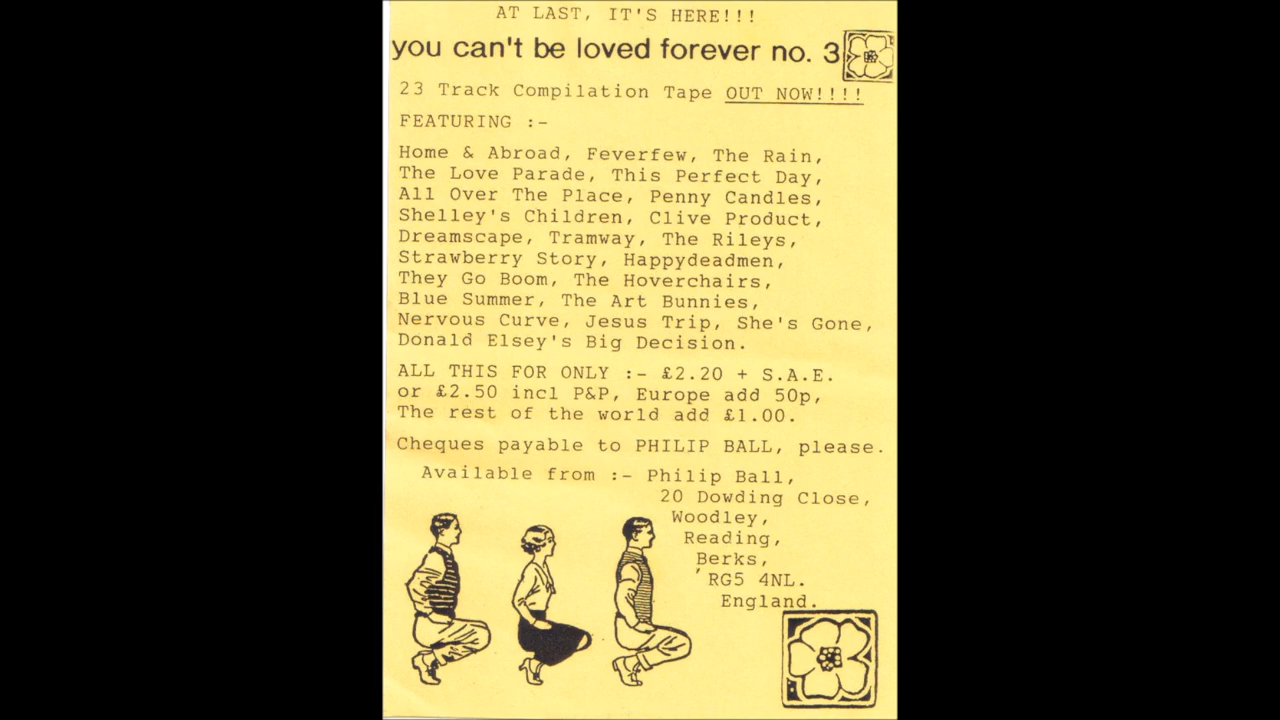 AT LAST, IT'S HERE!!!
you can't be loved forever no. 3
23 Track Compilation Tape OUT NOW!!!!
FEATURING :-
Home & Abroad, Feverfew, The Rain,
The Love Parade, This Perfect Day,
All Over The Place, Penny Candles,
Shelley's Children, Clive Product,
Dreamscape, Tramway, The Rileys,
Strawberry Story, Happydeadmen,
They Go Boom, The Hoverchairs,
Blue Summer, The Art Bunnies,
Nervous Curve, Jesus Trip, She's Gone,
Donald Elsey's Big Decision.
ALL THIS FOR ONLY :- £2.20 + S.A.E.
or £2.50 incl P&P, Europe add 50p,
The rest of the world add £1.00.
Cheques payable to PHILIP BALL, please.
Available from :- Philip Ball,
20 Dowding Close,
Woodley,
Reading,
Berks,
RG5 4NL.
England.